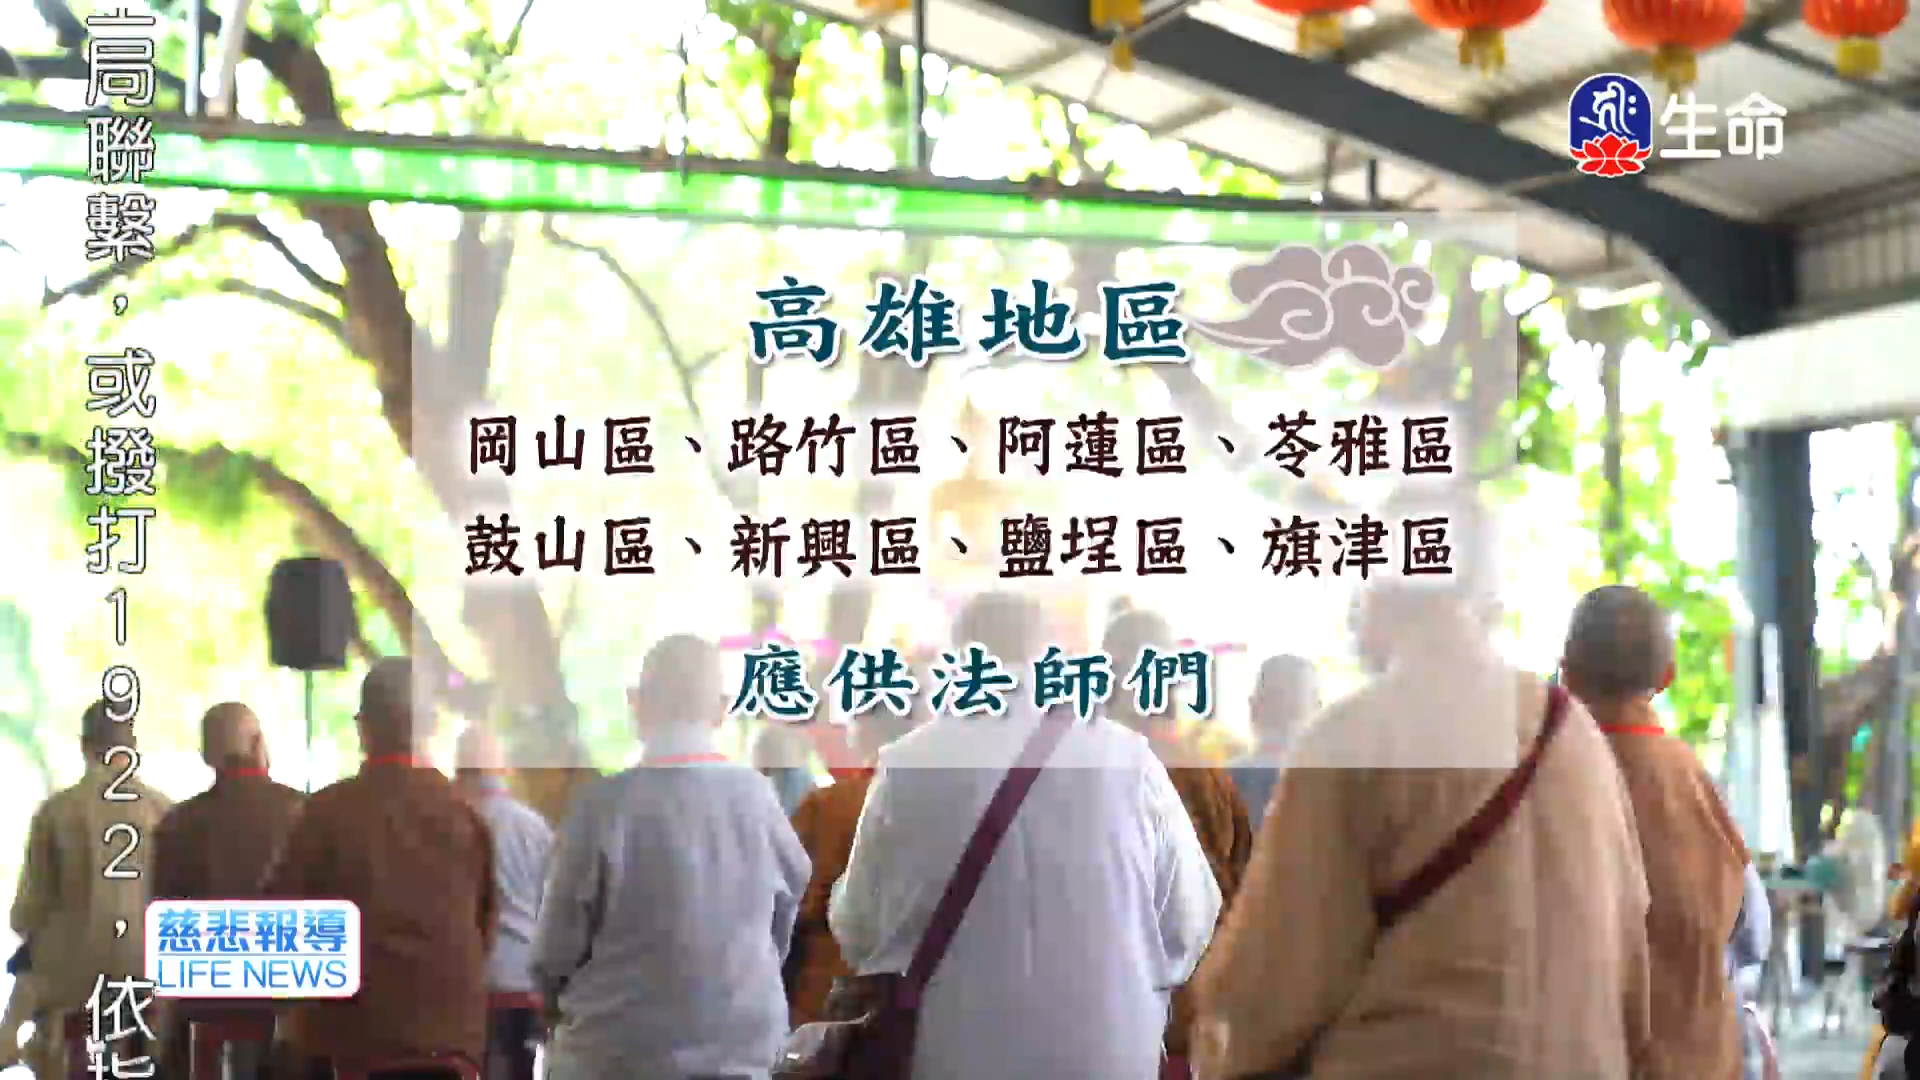 局聯繫，或撥打1922，依
生命
高雄地區
岡山區、路竹區、阿蓮區、苓雅區
鼓山區、新興區、鹽埕區、旗津區
應供法師們
慈悲報導
LIFE NEWS